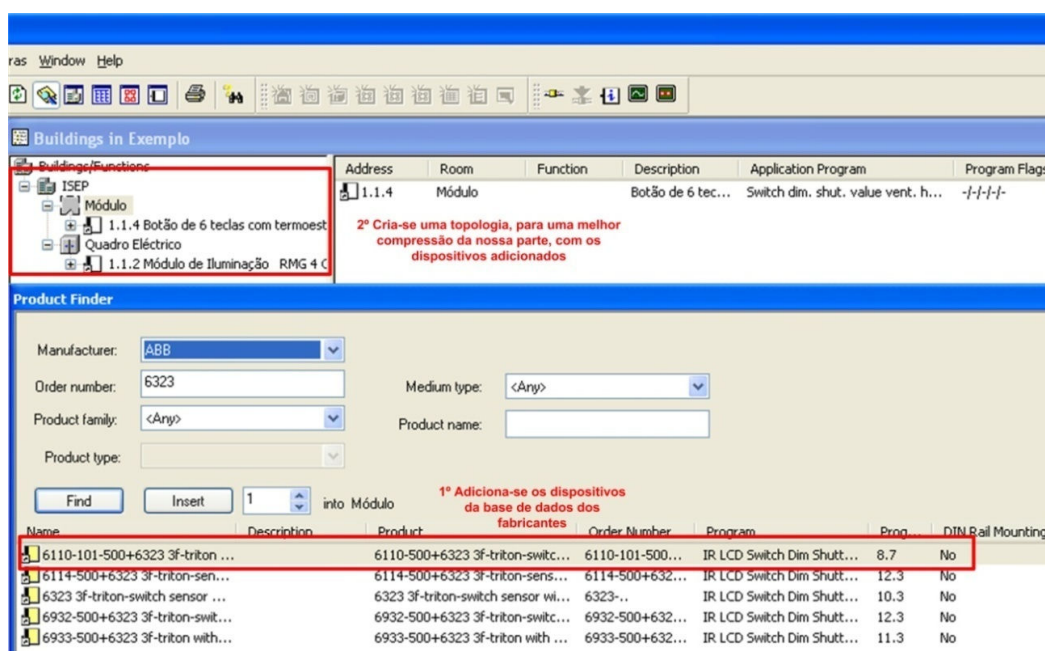 ras Window Help
Buildings in Exemplo
Buildings/Functions
ISEP
Módulo
1.1.4 Botão de 6 teclas com termoest
Quadro Eléctrico
1.1.2 Módulo de Iluminação RMG 4 C
Address Room Function Description Application Program Program Flags
1.1.4 Módulo Botão de 6 tec... Switch dim. shut. value vent. h... -/-/-/-/-
2º Cria-se uma topologia, para uma melhor
compressão da nossa parte, com os
dispositivos adicionados
Product Finder
Manufacturer: ABB
Order number: 6323 Medium type: <Any>
Product family: <Any> Product name:
Product type:
Find Insert 1 into Módulo
1º Adiciona-se os dispositivos
da base de dados dos
fabricantes
Name Description Product Order Number Program Prog... DIN Rail Mounting
6110-101-500+6323 3f-triton ... 6110-500+6323 3f-triton-switc... 6110-101-500... IR LCD Switch Dim Shutt... 8.7 No
6114-500+6323 3f-triton-sen... 6114-500+6323 3f-triton-sens... 6114-500+632... IR LCD Switch Dim Shutt... 12.3 No
6323 3f-triton-switch sensor ... 6323 3f-triton-switch sensor wi... 6323-.. IR LCD Switch Dim Shutt... 10.3 No
6932-500+6323 3f-triton-swit... 6932-500+6323 3f-triton-switc... 6932-500+632... IR LCD Switch Dim Shutt... 12.3 No
6933-500+6323 3f-triton with... 6933-500+6323 3f-triton with ... 6933-500+632... IR LCD Switch Dim Shutt... 11.3 No